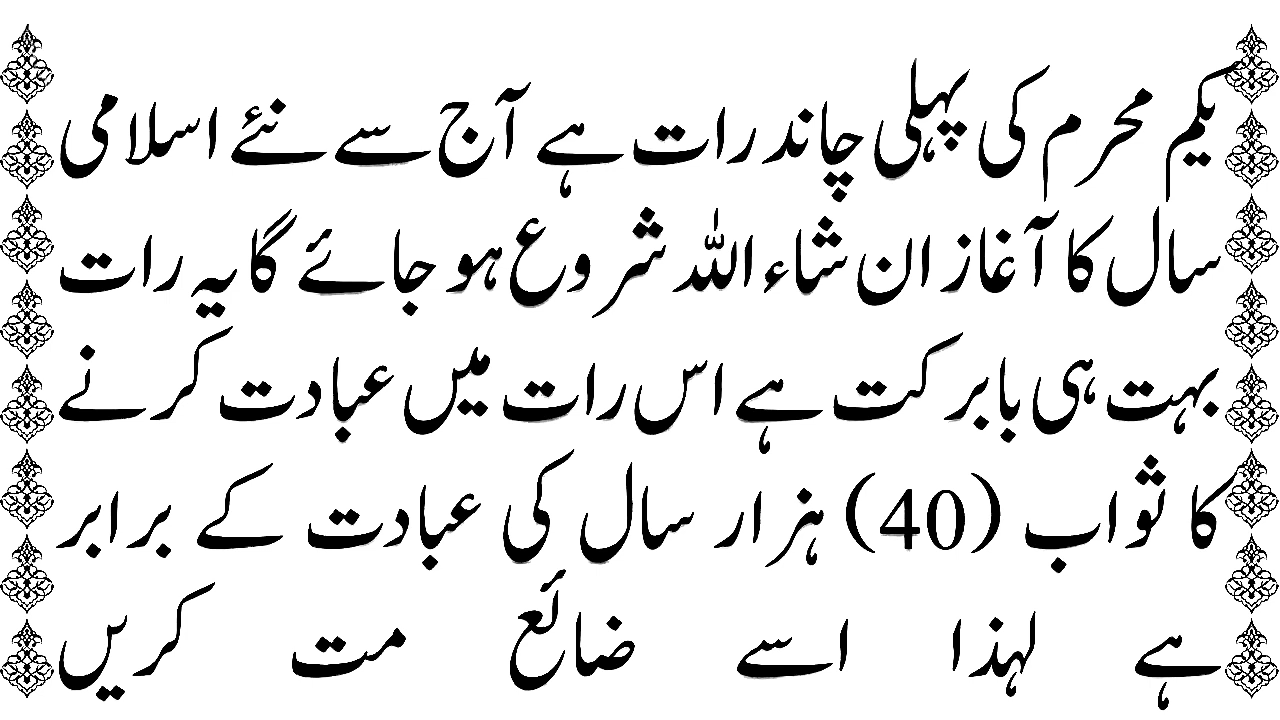 یکم محرم کی پہلی چاند رات ہے آج سے نئے اسلامی
سال کا آغاز ان شاء اللہ شروع ہو جائے گا یہ رات
بہت ہی بابرکت ہے اس رات میں عبادت کرنے
کا ثواب (40) ہزار سال کی عبادت کے برابر
ہے لہذا اسے ضائع مت کریں